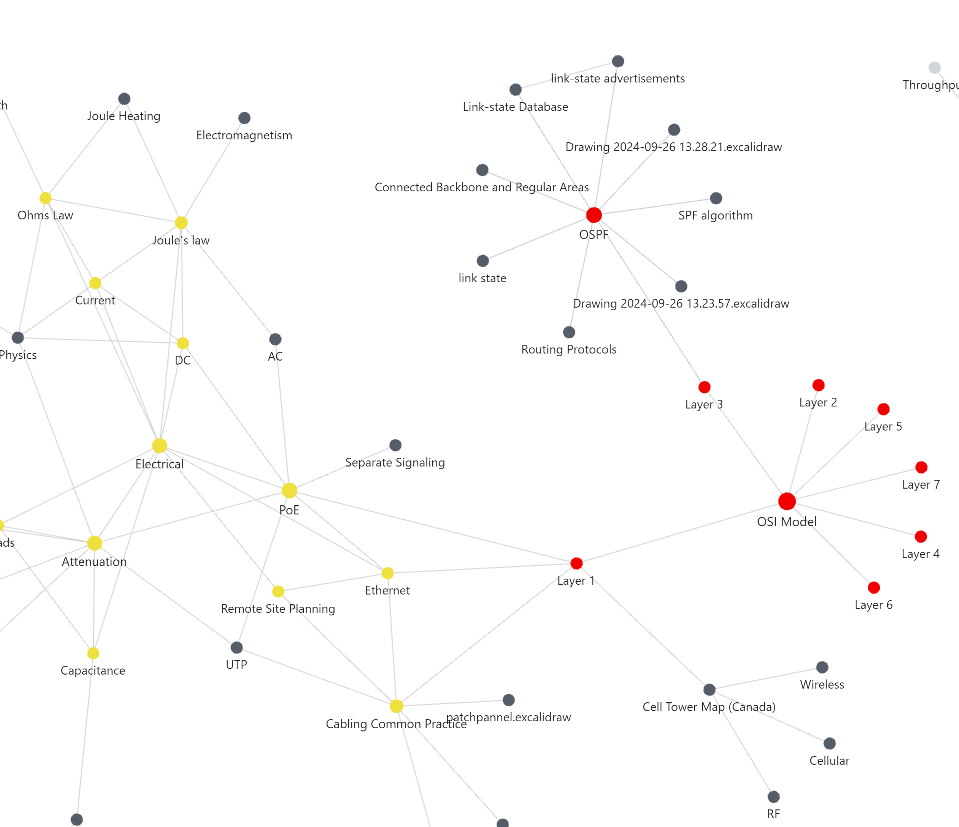 link-state advertisements
Throughpu
th
Joule Heating
Link-state Database
Electromagnetism
Drawing 2024-09-26 13.28.21.excalidraw
Connected Backbone and Regular Areas
Ohms Law
SPF algorithm
OSPF
Joule's law
link state
Current
Drawing 2024-09-26 13.23.57.excalidraw
Routing Protocols
Physics
AC
DC
Layer 3
Layer 2
Layer 5
Electrical
Separate Signaling
Layer 7
PoE
OSI Model
ads
Layer 4
Attenuation
Layer 1
Ethernet
Layer 6
Remote Site Planning
UTP
Capacitance
Wireless
Cell Tower Map (Canada)
patchpannel.excalidraw
Cabling Common Practice
Cellular
RF